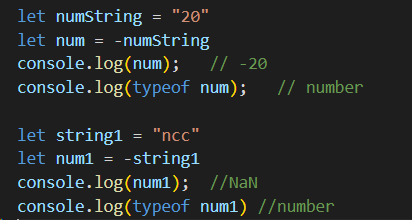 let numString = "20"
let num = -numString
console.log(num);   // -20
console.log(typeof num);   // number
let string1 = "ncc"
let num1 = -string1
console.log(num1);  //NaN
console.log(typeof num1) //number